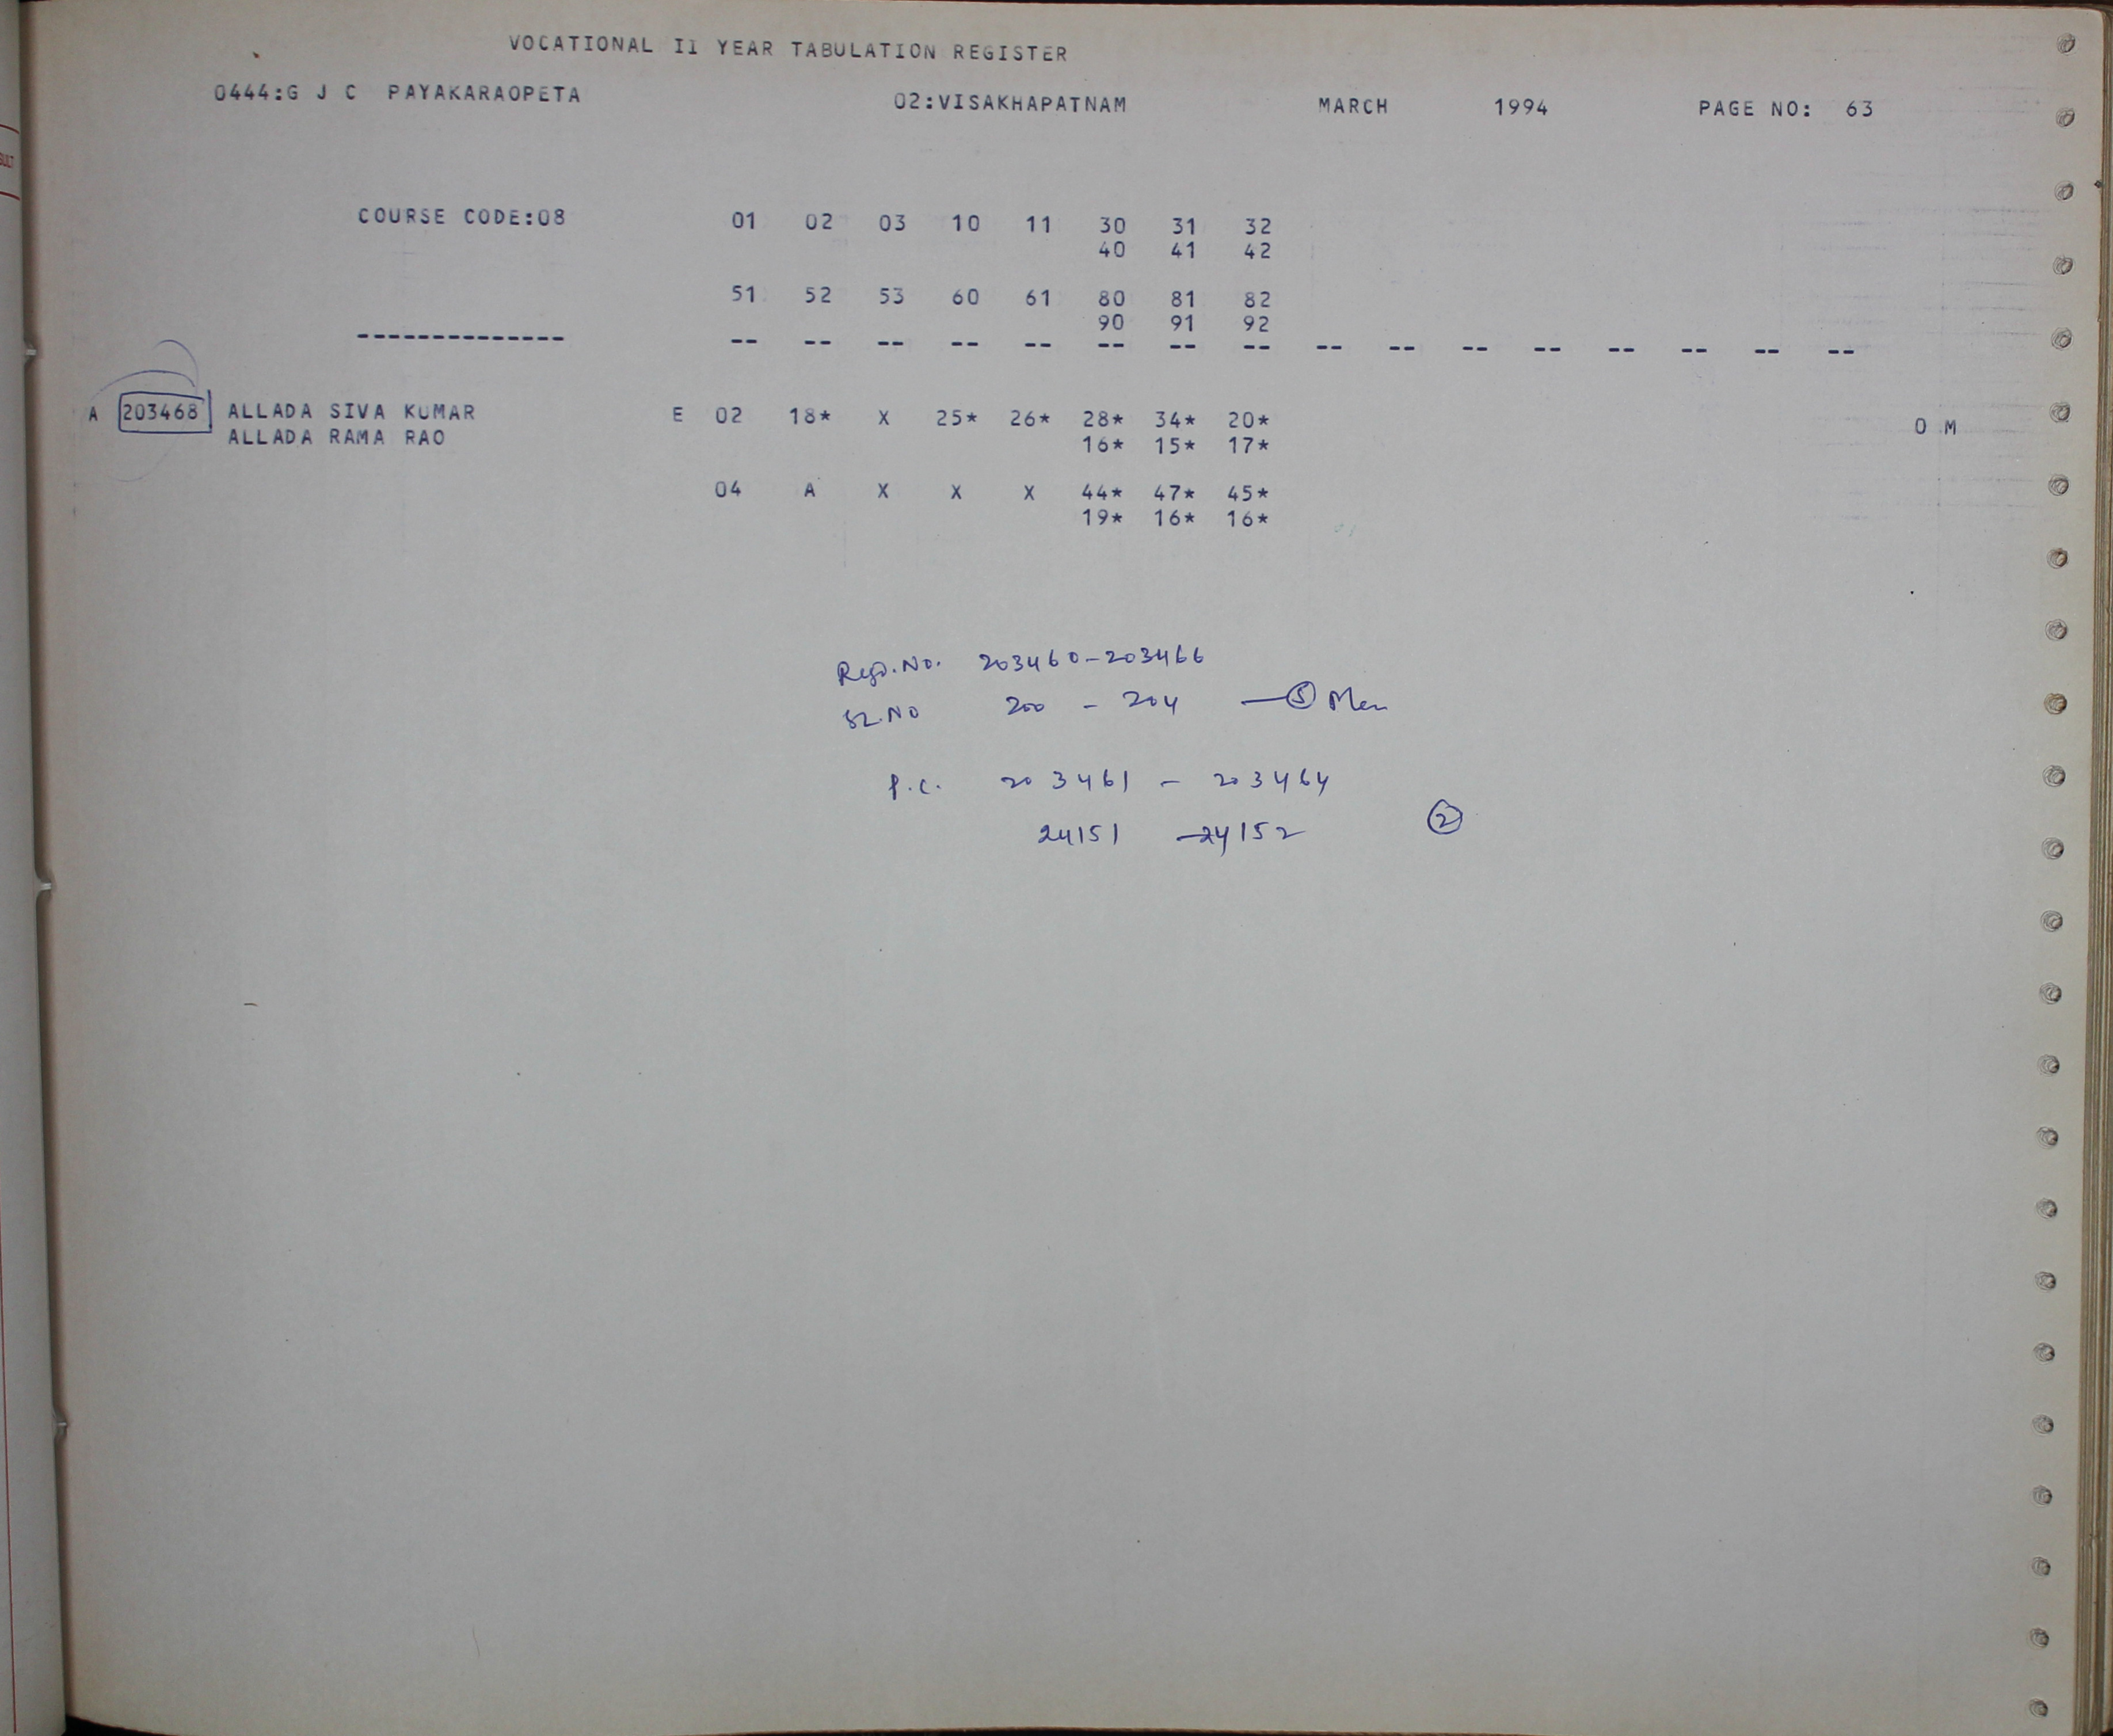 VOCATIONAL II YEAR TABULATION REGISTER
0444:G J C PAYAKARAOPETA 02:VISAKHAPATNAM MARCH 1994 PAGE NO: 63
COURSE CODE:08 01 02 03 10 11 30 31 32
40 41 42
51 52 53 60 61 80 81 82
90 91 92
-------------- -- -- -- -- -- -- -- -- -- -- -- -- -- -- -- --
A 203468 ALLADA SIVA KUMAR E 02 18* X 25* 26* 28* 34* 20* 0 M
ALLADA RAMA RAO 16* 15* 17*
04 A X X X 44* 47* 45*
19* 16* 16*
Regd.No. 203460-203466
SL.NO 200 - 204 — 5 Men
P.C. 203461 - 203464
24151 - 24152 2